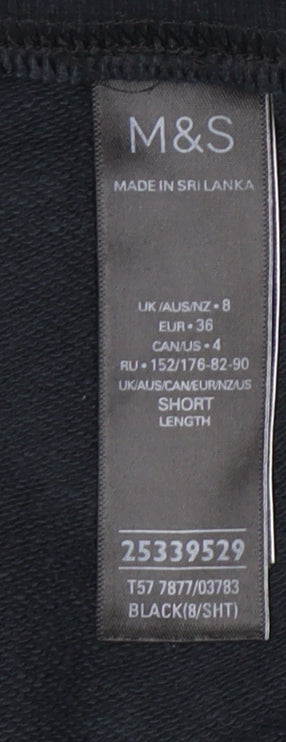 M&S
MADE IN SRI LANKA
UK/AUS/NZ • 8
EUR • 36
CAN/US • 4
RU • 152/176-82-90
UK/AUS/CAN/EUR/NZ/US
SHORT
LENGTH
25339529
T57 7877/03783
BLACK(8/SHT)